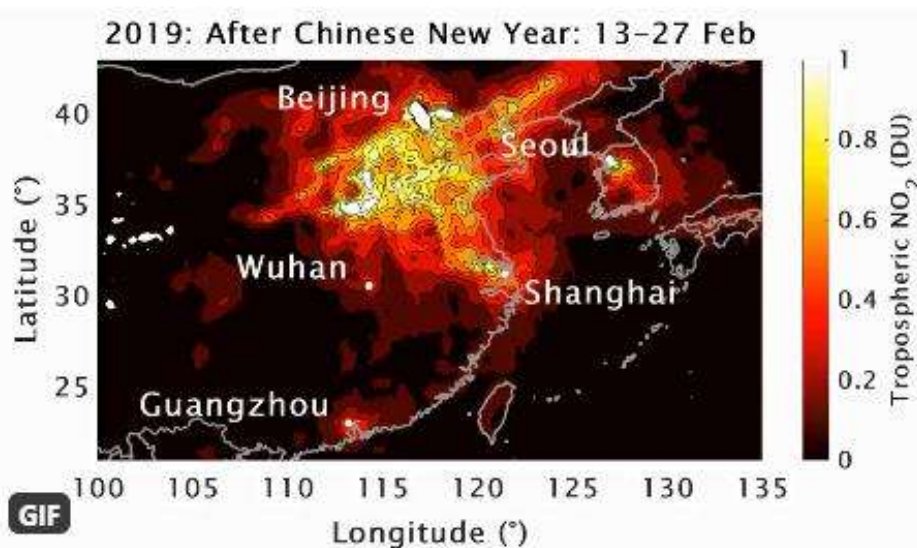 2019: After Chinese New Year: 13-27 Feb
Beijing
Seoul
Wuhan
Shanghai
Guangzhou
Latitude (°)
40
35
30
25
100 105 110 115 120 125 130 135
Longitude (°)
1
0.8
0.6
0.4
0.2
0
Tropospheric NO₂ (DU)
GIF